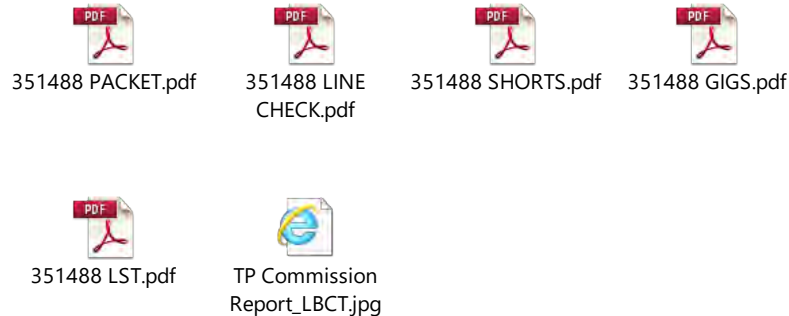 PDF PDF PDF PDF
351488 PACKET.pdf 351488 LINE 351488 SHORTS.pdf 351488 GIGS.pdf
CHECK.pdf
PDF
351488 LST.pdf TP Commission
Report_LBCT.jpg